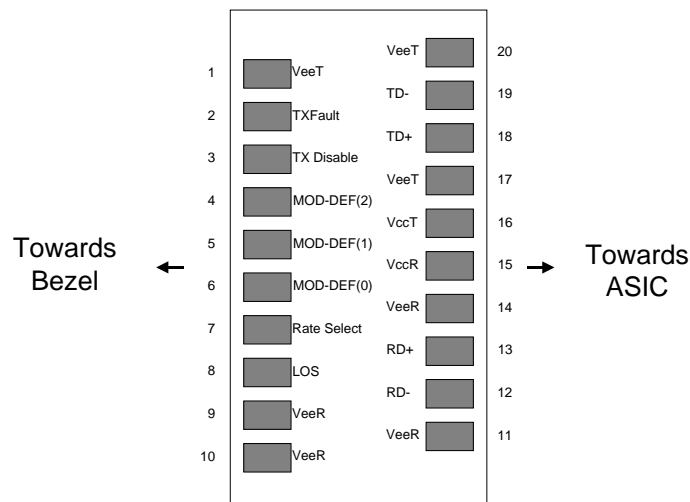 VeeT 20
1 VeeT
TD- 19
2 TXFault
TD+ 18
3 TX Disable
VeeT 17
4 MOD-DEF(2)
VccT 16
5 MOD-DEF(1)
Towards
Bezel
VccR 15
Towards
ASIC
6 MOD-DEF(0)
VeeR 14
7 Rate Select
RD+ 13
8 LOS
RD- 12
9 VeeR
VeeR 11
10 VeeR